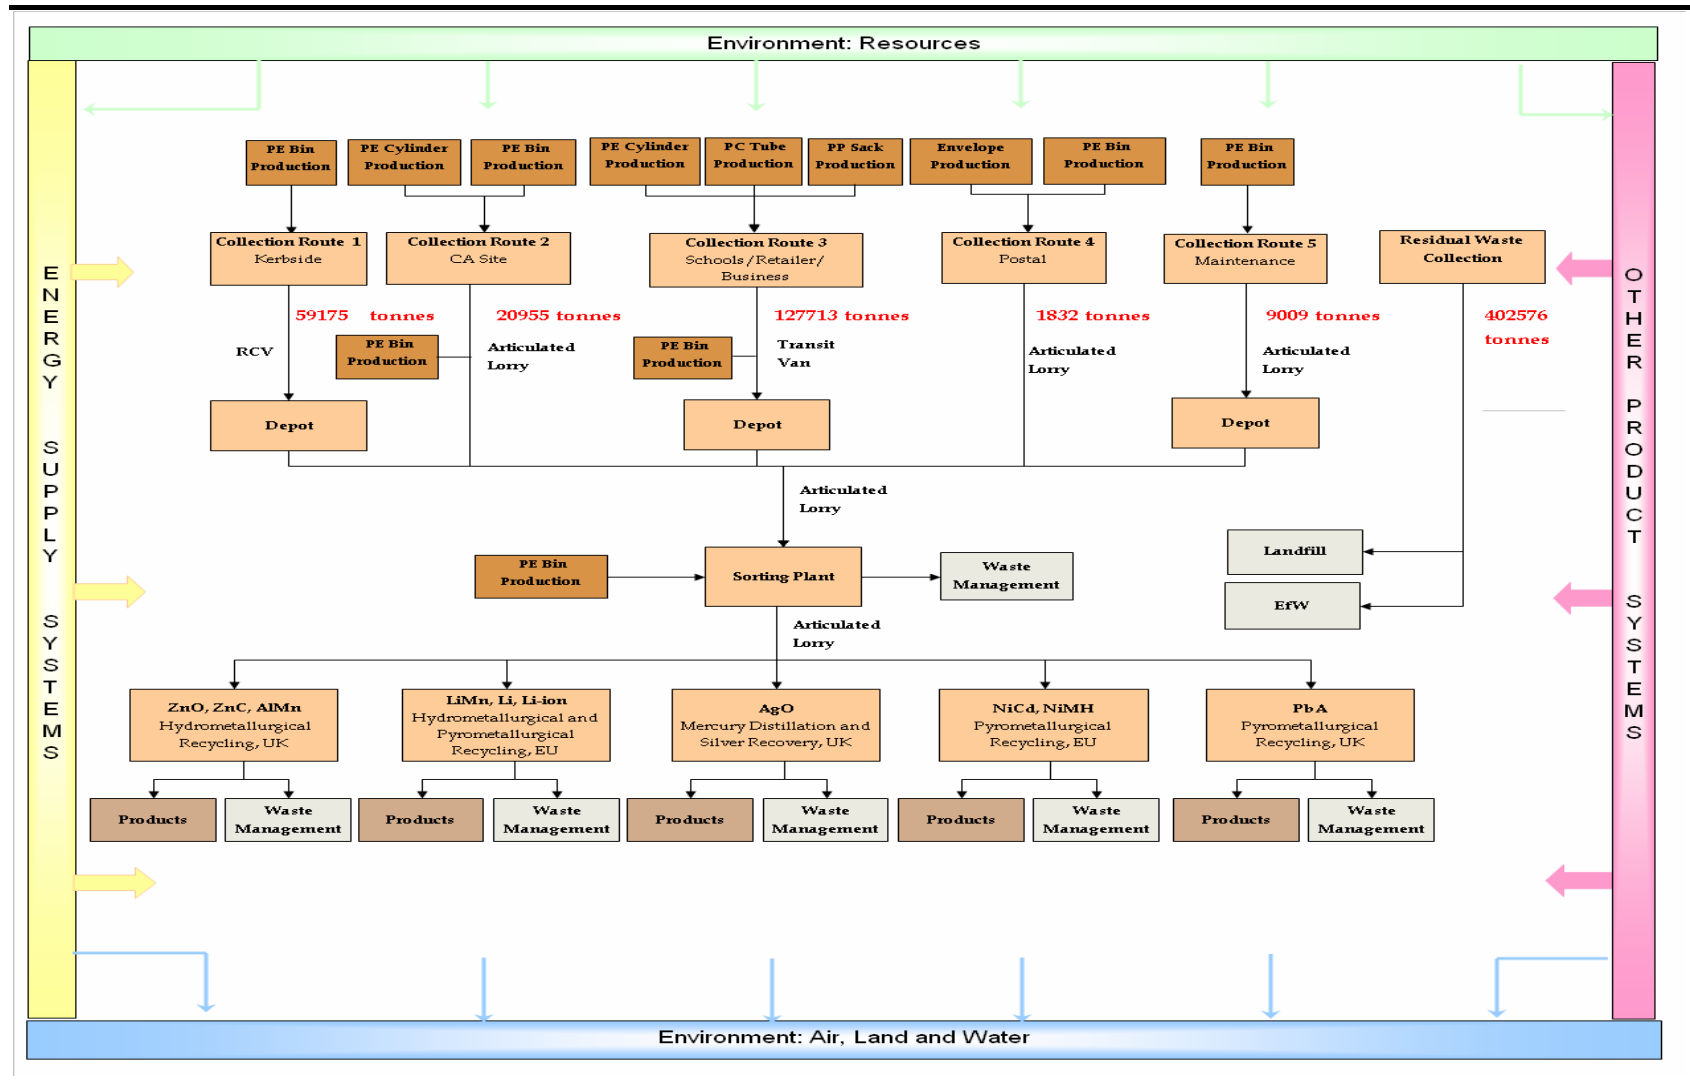 Environment: Resources
ENERGY SUPPLY SYSTEMS
OTHER PRODUCT SYSTEMS
PE Bin
Production
PE Cylinder
Production
PE Bin
Production
PE Cylinder
Production
PC Tube
Production
PP Sack
Production
Envelope
Production
PE Bin
Production
PE Bin
Production
Collection Route 1
Kerbside
Collection Route 2
CA Site
Collection Route 3
Schools/Retailer/
Business
Collection Route 4
Postal
Collection Route 5
Maintenance
Residual Waste
Collection
59175 tonnes
20955 tonnes
127713 tonnes
1832 tonnes
9009 tonnes
402576
tonnes
RCV
PE Bin
Production
Articulated
Lorry
PE Bin
Production
Transit
Van
Articulated
Lorry
Articulated
Lorry
Depot
Depot
Depot
Articulated
Lorry
PE Bin
Production
Sorting Plant
Waste
Management
Landfill
EfW
Articulated
Lorry
ZnO, ZnC, AlMn
Hydrometallurgical
Recycling, UK
LiMn, Li, Li-ion
Hydrometallurgical and
Pyrometallurgical
Recycling, EU
AgO
Mercury Distillation and
Silver Recovery, UK
NiCd, NiMH
Pyrometallurgical
Recycling, EU
PbA
Pyrometallurgical
Recycling, UK
Products
Waste
Management
Products
Waste
Management
Products
Waste
Management
Products
Waste
Management
Products
Waste
Management
Environment: Air, Land and Water